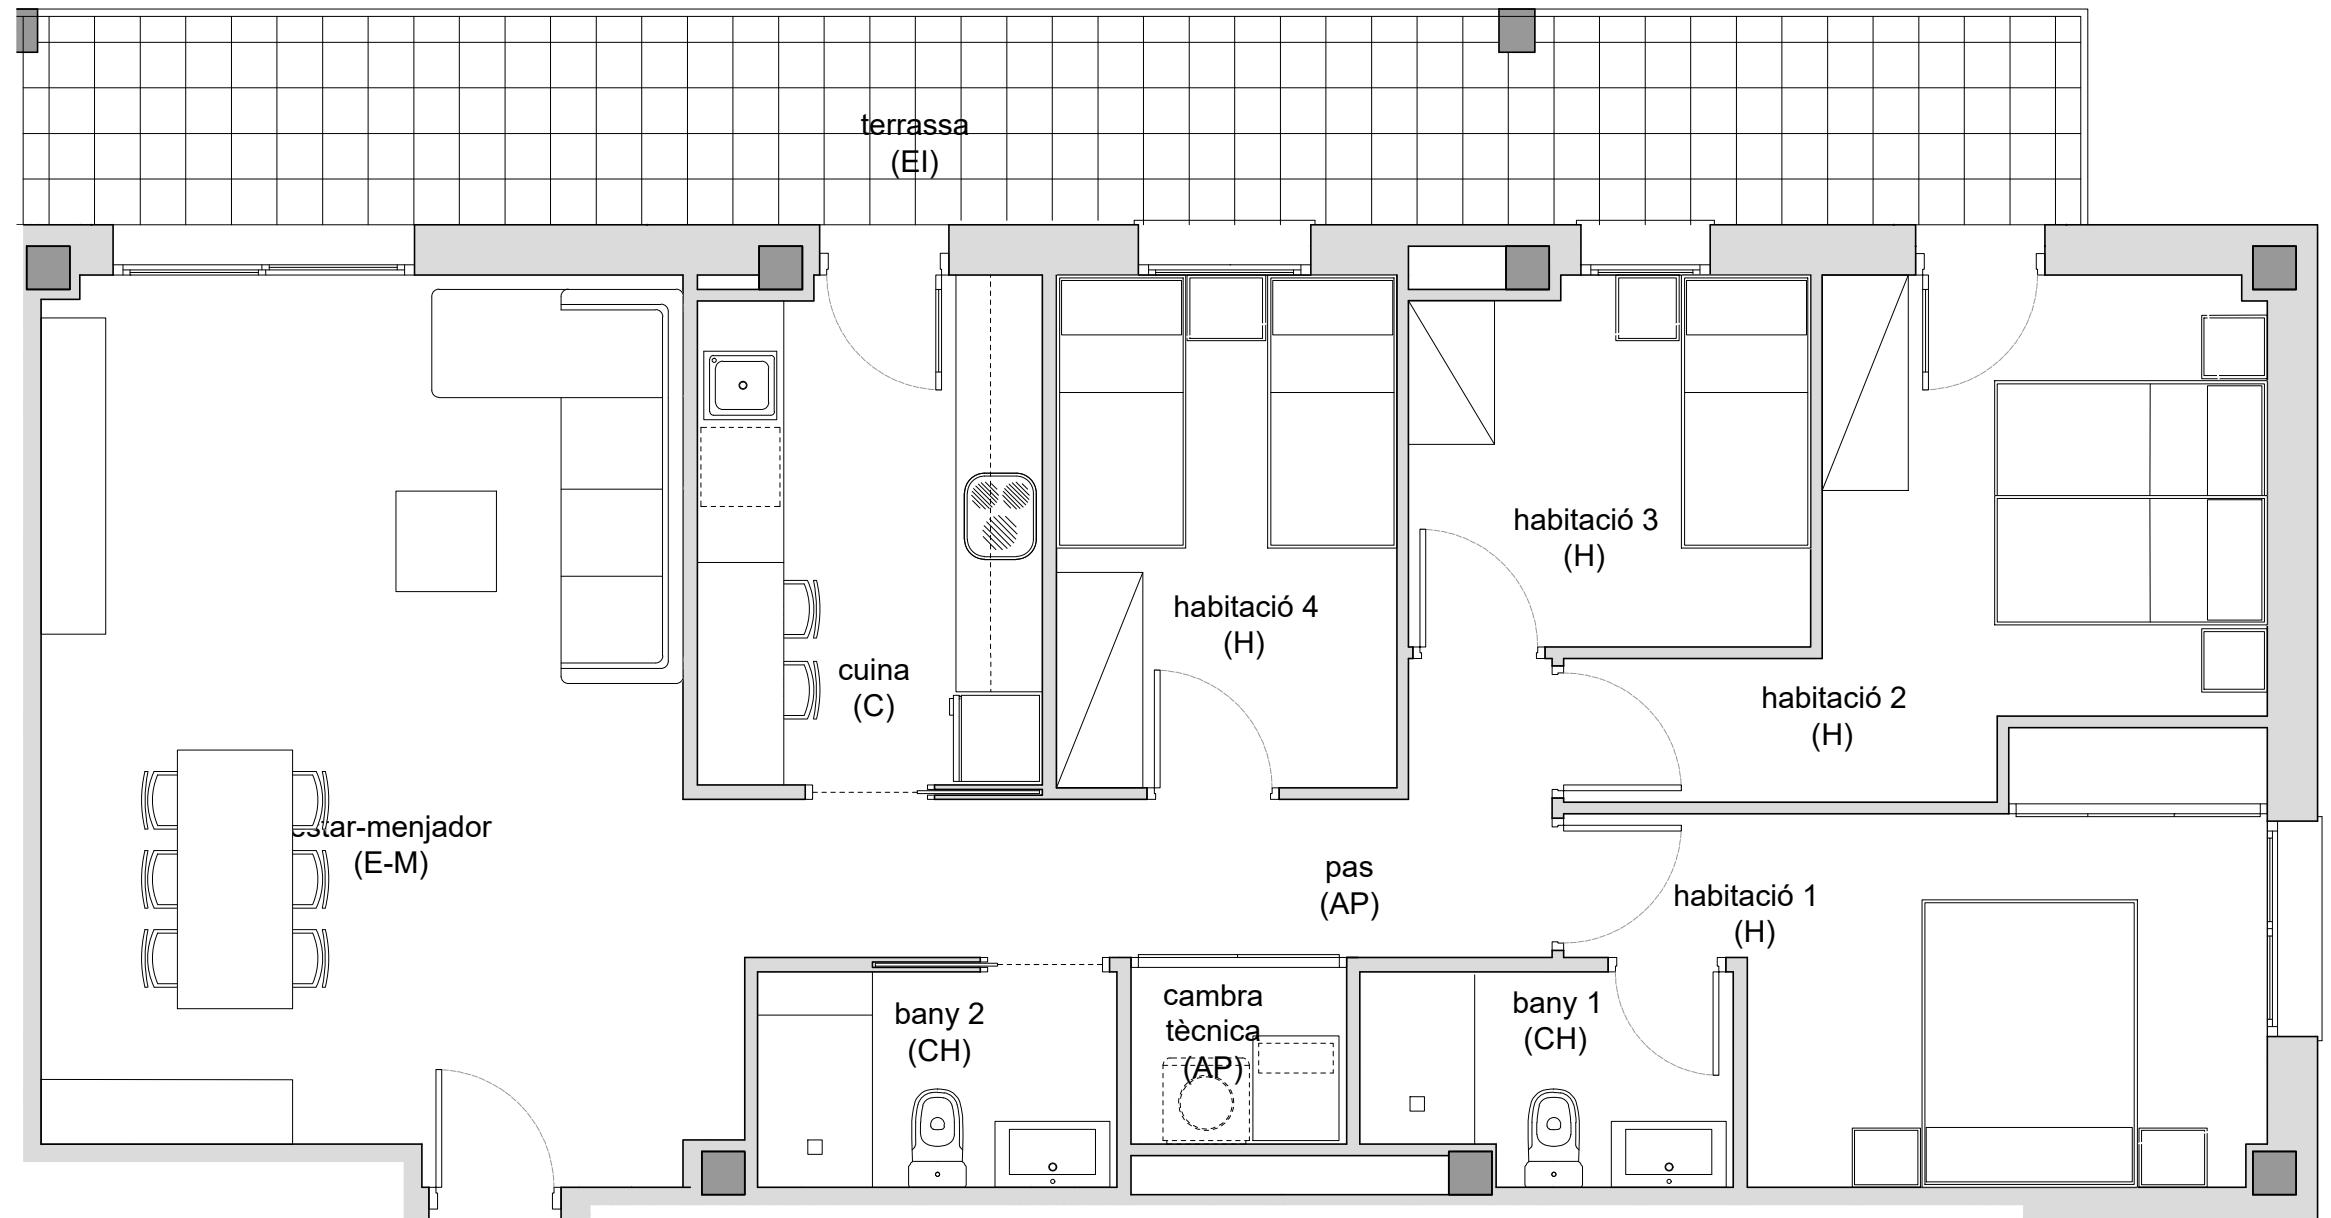 terrassa
(EI)
habitació 3
(H)
habitació 4
(H)
cuina
(C)
habitació 2
(H)
estar-menjador
(E-M)
pas
(AP)
habitació 1
(H)
cambra
tècnica
(AP)
bany 2
(CH)
bany 1
(CH)